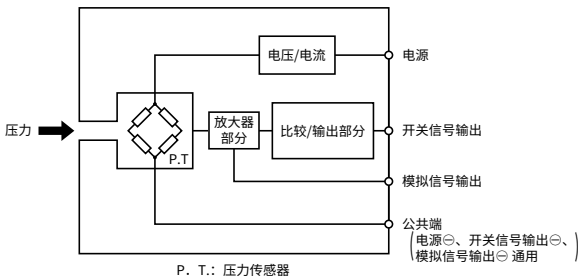 电压/电流
电源
压力
放大器
部分
比较/输出部分
开关信号输出
P.T
模拟信号输出
公共端
(电源⊖、开关信号输出⊖、
模拟信号输出⊖ 通用)
P．T.：压力传感器